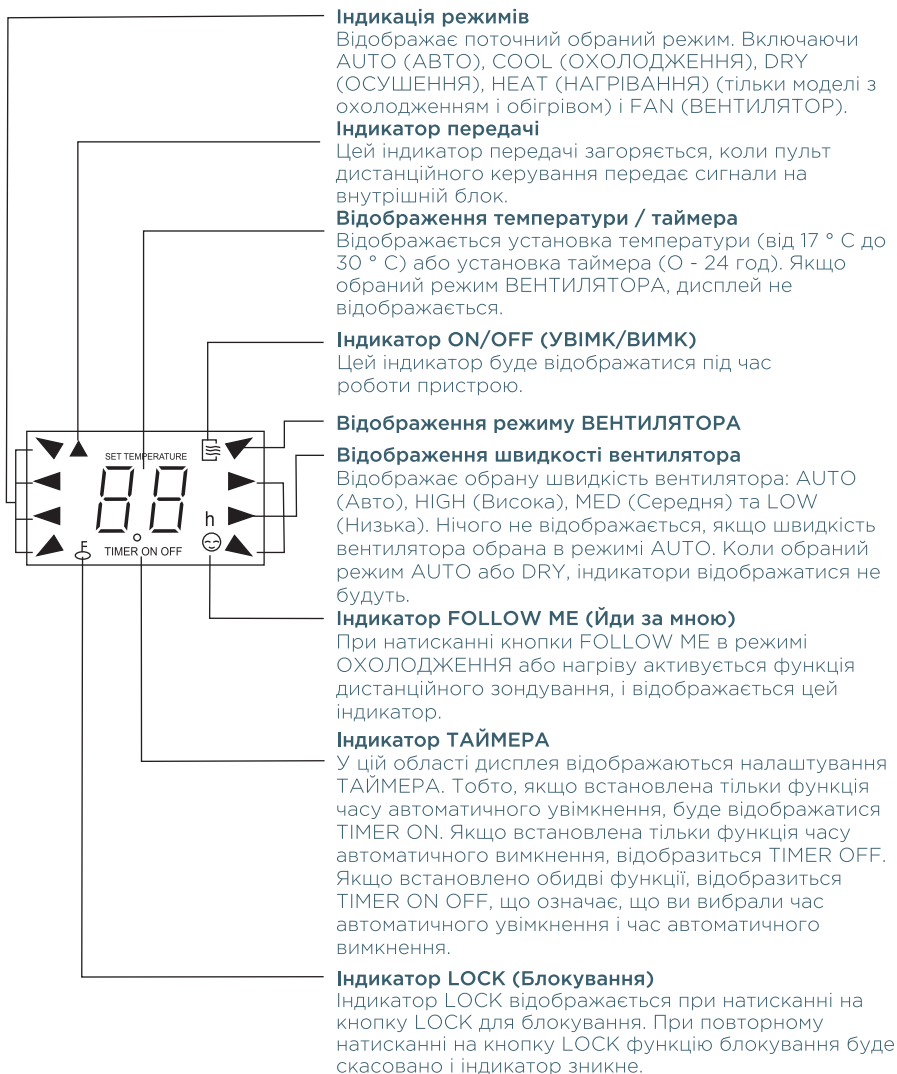 Індикація режимів
Відображає поточний обраний режим. Включаючи
AUTO (АВТО), COOL (ОХОЛОДЖЕННЯ), DRY
(ОСУШЕННЯ), HEAT (НАГРІВАННЯ) (тільки моделі з
охолодженням і обігрівом) і FAN (ВЕНТИЛЯТОР).
Індикатор передачі
Цей індикатор передачі загоряється, коли пульт
дистанційного керування передає сигнали на
внутрішній блок.
Відображення температури / таймера
Відображається установка температури (від 17 ° C до
30 ° C) або установка таймера (О - 24 год). Якщо
обраний режим ВЕНТИЛЯТОРА, дисплей не
відображається.
Індикатор ON/OFF (УВІМК/ВИМК)
Цей індикатор буде відображатися під час
роботи пристрою.
Відображення режиму ВЕНТИЛЯТОРА
Відображення швидкості вентилятора
Відображає обрану швидкість вентилятора: AUTO
(Авто), HIGH (Висока), MED (Середня) та LOW
(Низька). Нічого не відображається, якщо швидкість
вентилятора обрана в режимі AUTO. Коли обраний
режим AUTO або DRY, індикатори відображатися не
будуть.
SET TEMPERATURE
88
h
TIMER ON OFF
Індикатор FOLLOW ME (Йди за мною)
При натисканні кнопки FOLLOW ME в режимі
ОХОЛОДЖЕННЯ або нагріву активується функція
дистанційного зондування, і відображається цей
індикатор.
Індикатор ТАЙМЕРА
У цій області дисплея відображаються налаштування
ТАЙМЕРА. Тобто, якщо встановлена тільки функція
часу автоматичного увімкнення, буде відображатися
TIMER ON. Якщо встановлена тільки функція часу
автоматичного вимкнення, відобразиться TIMER OFF.
Якщо встановлено обидві функції, відобразиться
TIMER ON OFF, що означає, що ви вибрали час
автоматичного увімкнення і час автоматичного
вимкнення.
Індикатор LOCK (Блокування)
Індикатор LOCK відображається при натисканні на
кнопку LOCK для блокування. При повторному
натисканні на кнопку LOCK функцію блокування буде
скасовано і індикатор зникне.